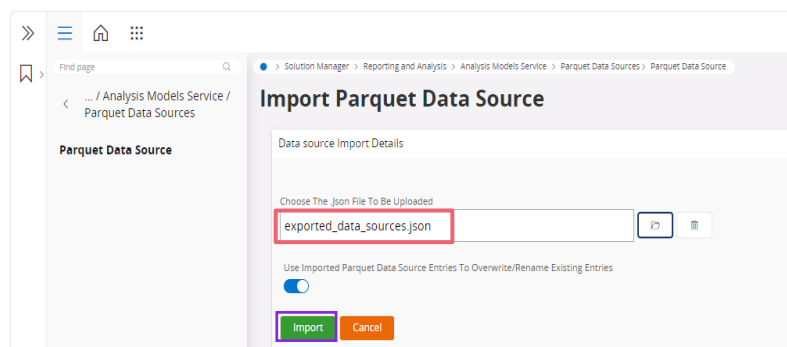 Find page
> Solution Manager > Reporting and Analysis > Analysis Models Service > Parquet Data Sources > Parquet Data Source
... / Analysis Models Service /
Parquet Data Sources
Parquet Data Source
Import Parquet Data Source
Data source Import Details
Choose The .Json File To Be Uploaded
exported_data_sources.json
Use Imported Parquet Data Source Entries To Overwrite/Rename Existing Entries
Import Cancel